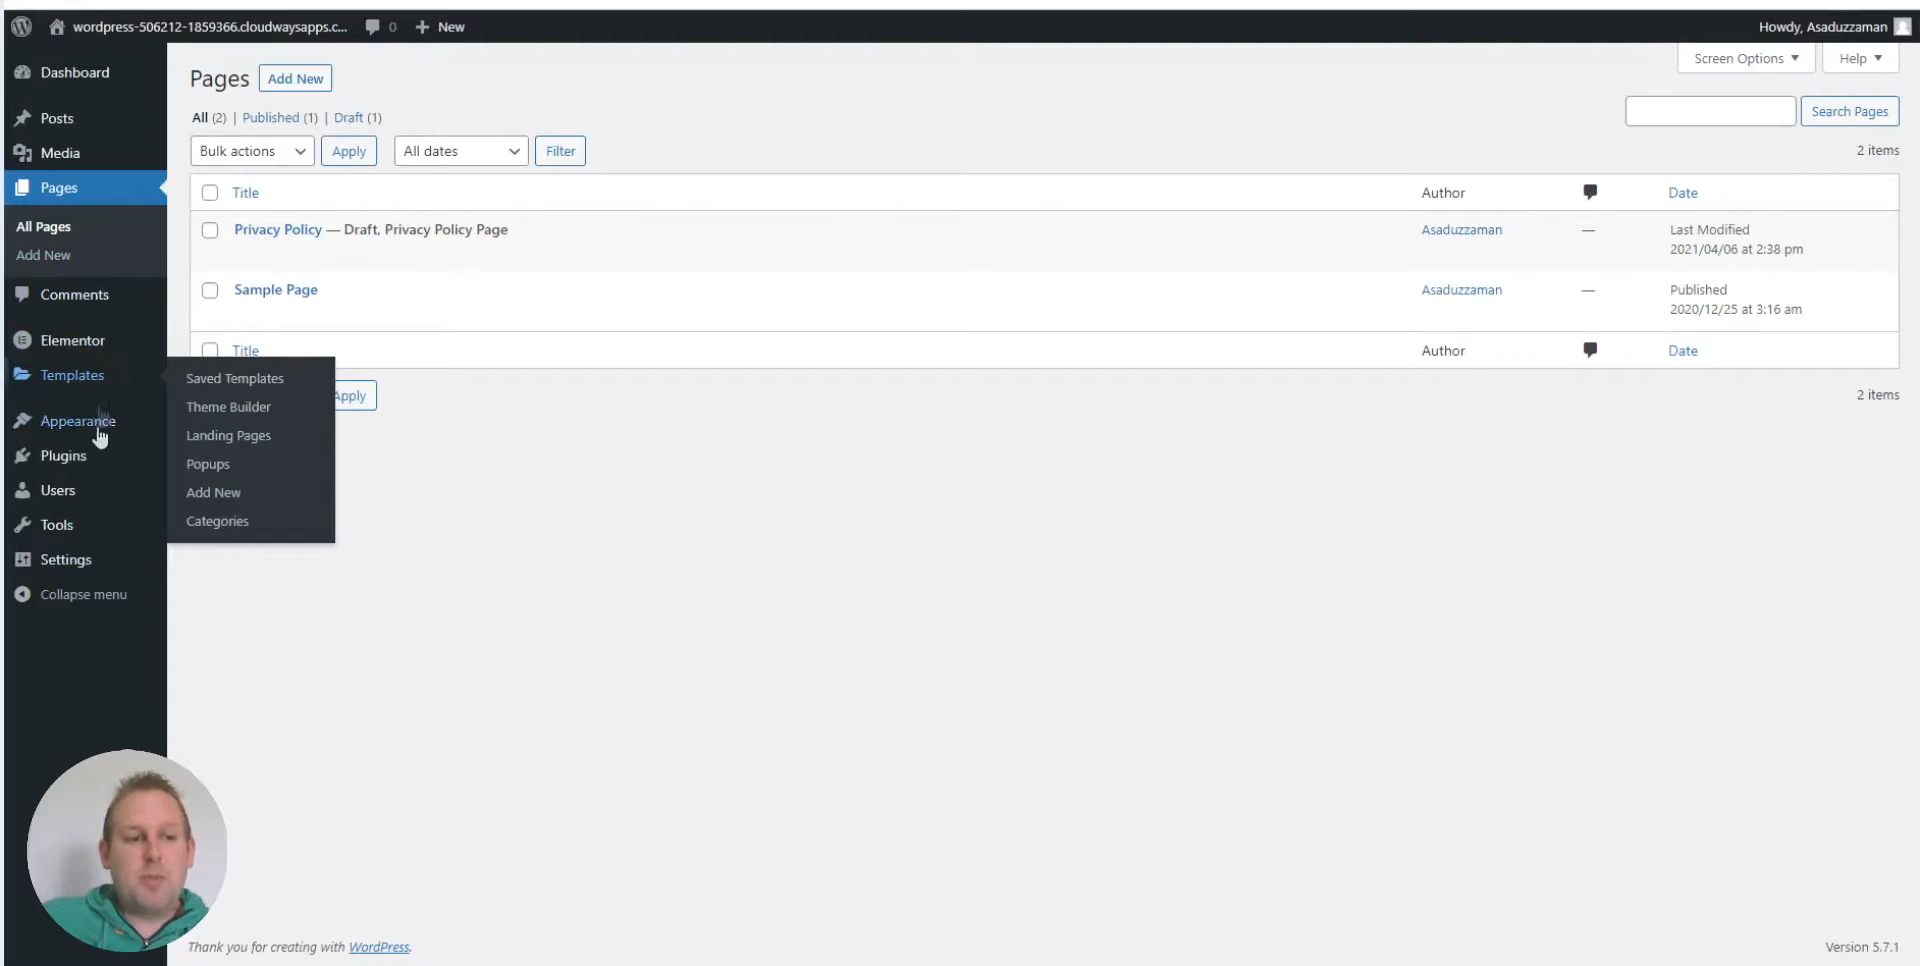 wordpress-506212-1859366.cloudwaysapps.c...
0
New
Howdy, Asaduzzaman
Dashboard
Posts
Media
Pages
All Pages
Add New
Comments
Elementor
Templates
Appearance
Plugins
Users
Tools
Settings
Collapse menu
Saved Templates
Theme Builder
Landing Pages
Popups
Add New
Categories
Screen Options
Help
Pages Add New
All (2) | Published (1) | Draft (1)
Search Pages
Bulk actions Apply All dates Filter
2 items
Title Author Date
Privacy Policy — Draft, Privacy Policy Page Asaduzzaman — Last Modified
2021/04/06 at 2:38 pm
Sample Page Asaduzzaman — Published
2020/12/25 at 3:16 am
Title Author Date
Apply
2 items
Thank you for creating with WordPress.
Version 5.7.1